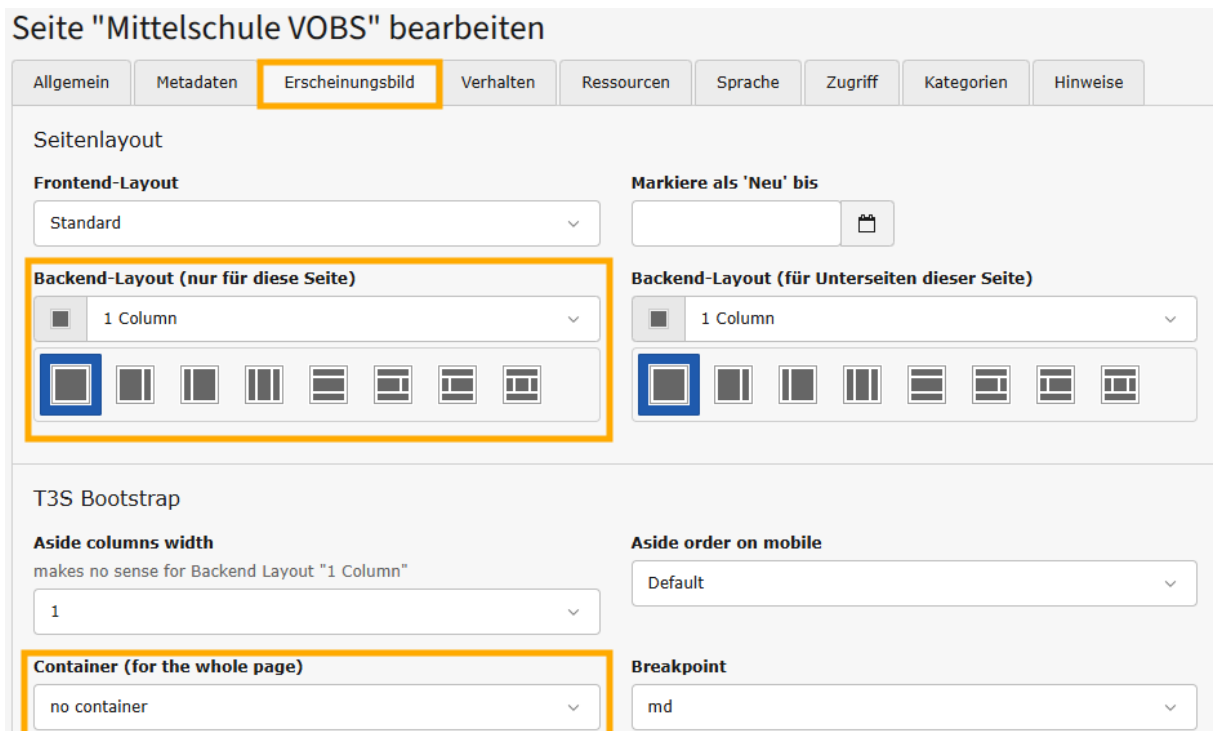 Seite "Mittelschule VOBS" bearbeiten
Allgemein Metadaten Erscheinungsbild Verhalten Ressourcen Sprache Zugriff Kategorien Hinweise
Seitenlayout
Frontend-Layout Markiere als 'Neu' bis
Standard
Backend-Layout (nur für diese Seite) Backend-Layout (für Unterseiten dieser Seite)
1 Column 1 Column
T3S Bootstrap
Aside columns width Aside order on mobile
makes no sense for Backend Layout "1 Column"
Default
1
Container (for the whole page) Breakpoint
no container md